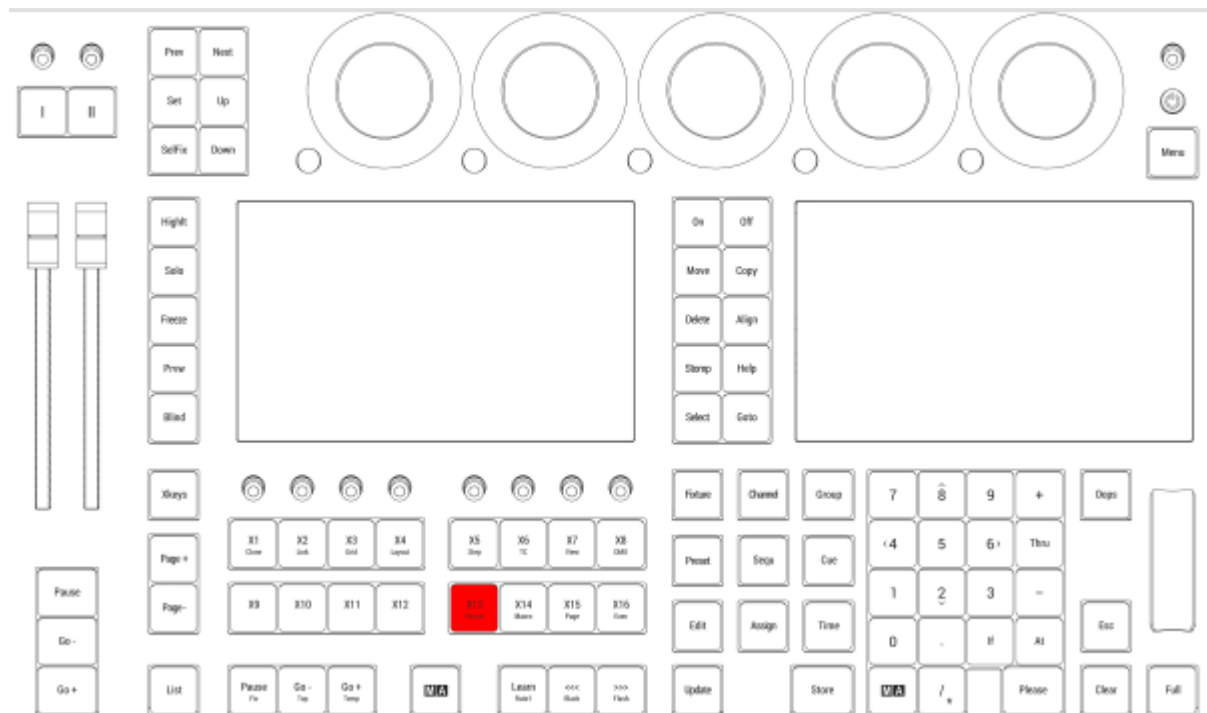 Prev Next
I II
Set Up
SelFix Down
Menu
Highlt
On Off
Solo
Move Copy
Freeze
Delete Align
Prvw
Stomp Help
Blind
Select Goto
Xkeys
Fixture Channel Group
7 8 9 +
Oops
X1 X2 X3 X4 X5 X6 X7 X8
Clone Link Grid Layout Step TC View DMX
‹4 5 6› Thru
Page +
Preset Sequ Cue
Pause
1 2 3 -
Page-
X9 X10 X11 X12 X13 X14 X15 X16
Macro Page Exec
Edit Assign Time
Esc
Go -
0 . If At
Go +
List
Pause Go - Go + MA Learn <<< >>>
Fix Top Temp Black Flash
Update Store
MA / * Please
Clear Full